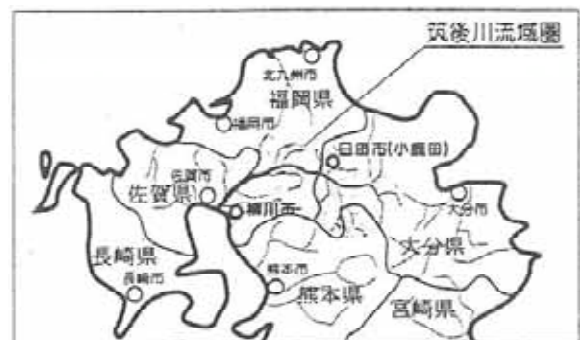 筑後川流域圏
北九州市
福岡県
福岡市
日田市(小鹿田)
佐賀市
佐賀県
柳川市
大分市
大分県
長崎県
長崎市
熊本市
熊本県
宮崎県